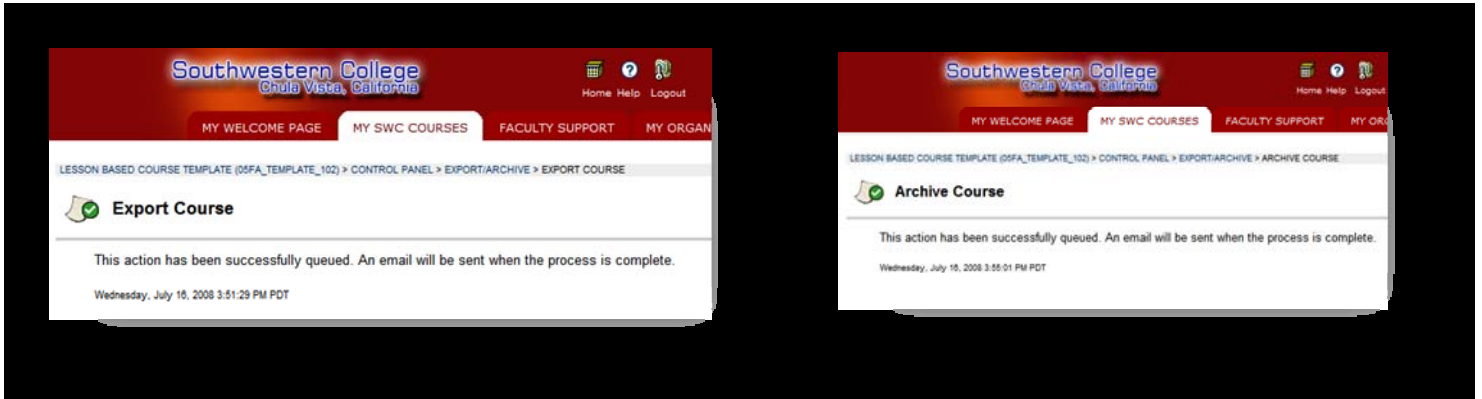 Southwestern College
Chula Vista, California
Home Help Logout
MY WELCOME PAGE MY SWC COURSES FACULTY SUPPORT MY ORGAN
LESSON BASED COURSE TEMPLATE (05FA_TEMPLATE_102) > CONTROL PANEL > EXPORT/ARCHIVE > EXPORT COURSE
Export Course
This action has been successfully queued. An email will be sent when the process is complete.
Wednesday, July 16, 2008 3:51:29 PM PDT
Southwestern College
Chula Vista, California
Home Help Logout
MY WELCOME PAGE MY SWC COURSES FACULTY SUPPORT MY ORG
LESSON BASED COURSE TEMPLATE (05FA_TEMPLATE_102) > CONTROL PANEL > EXPORT/ARCHIVE > ARCHIVE COURSE
Archive Course
This action has been successfully queued. An email will be sent when the process is complete.
Wednesday, July 16, 2008 3:55:01 PM PDT